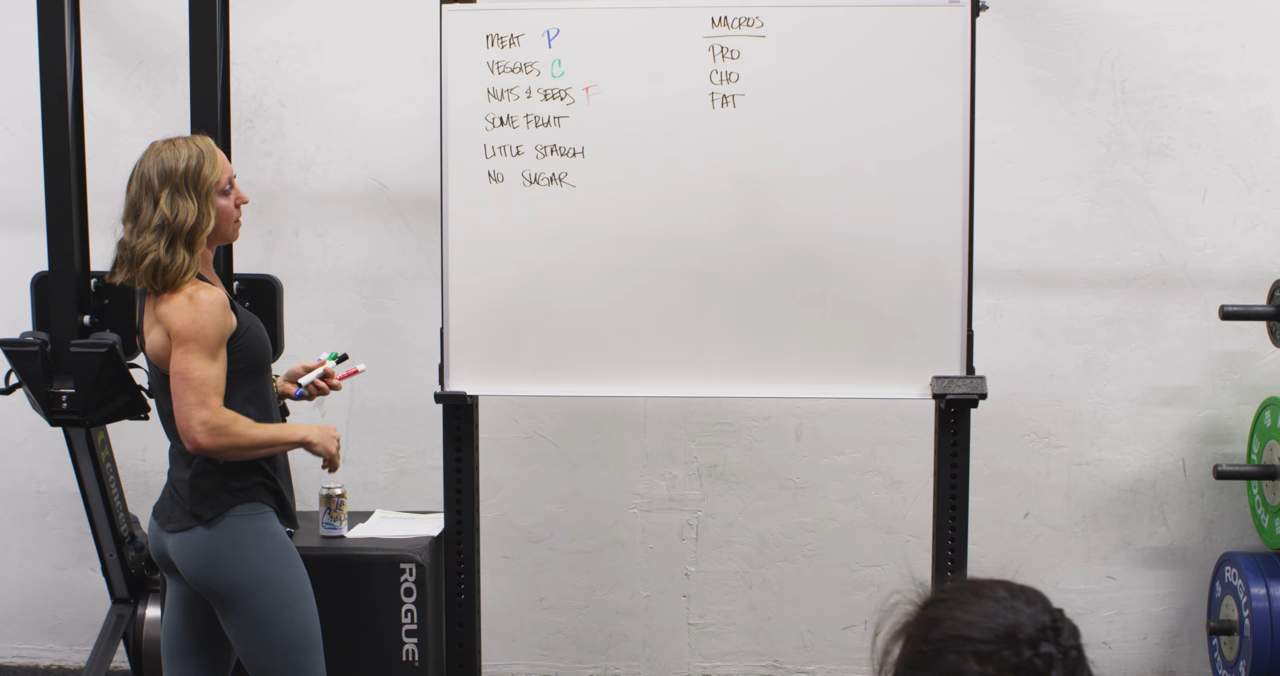 MEAT P
VEGGIES C
NUTS & SEEDS F
SOME FRUIT
LITTLE STARCH
NO SUGAR
MACROS
PRO
CHO
FAT
ROGUE
ROGUE